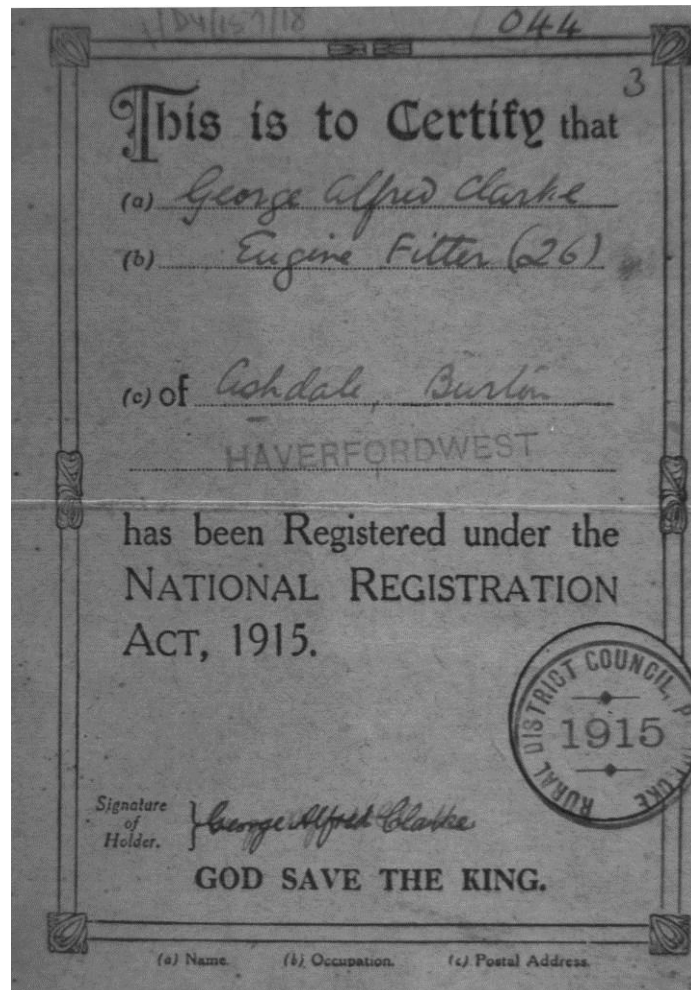 1/D4/157/18
044
3
This is to Certify that
(a) George Alfred Clarke
(b) Engine Fitter (26)
(c) of Ashdale, Burton
HAVERFORDWEST
has been Registered under the
NATIONAL REGISTRATION
ACT, 1915.
RURAL DISTRICT COUNCIL,
1915
Signature
of
Holder.
} George Alfred Clarke
GOD SAVE THE KING.
(a) Name. (b) Occupation. (c) Postal Address.